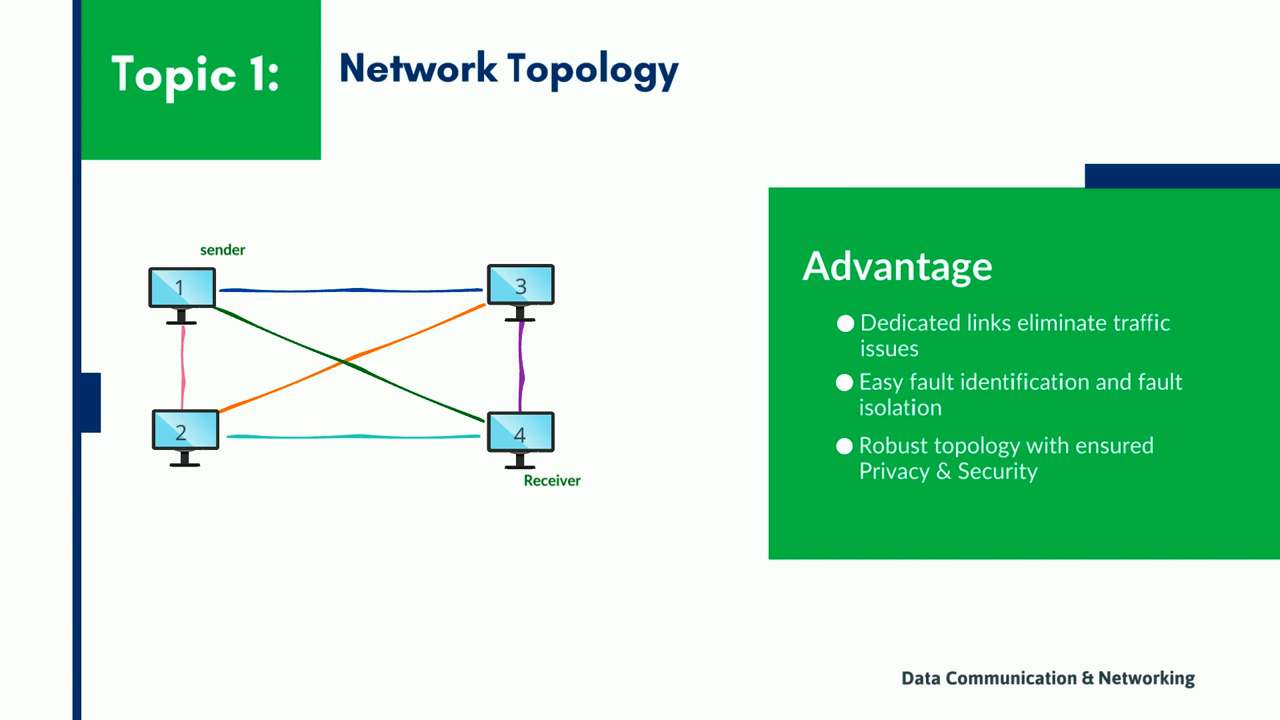 Topic 1:
Network Topology
sender
1
3
2
4
Receiver
Advantage
Dedicated links eliminate traffic
issues
Easy fault identification and fault
isolation
Robust topology with ensured
Privacy & Security
Data Communication & Networking